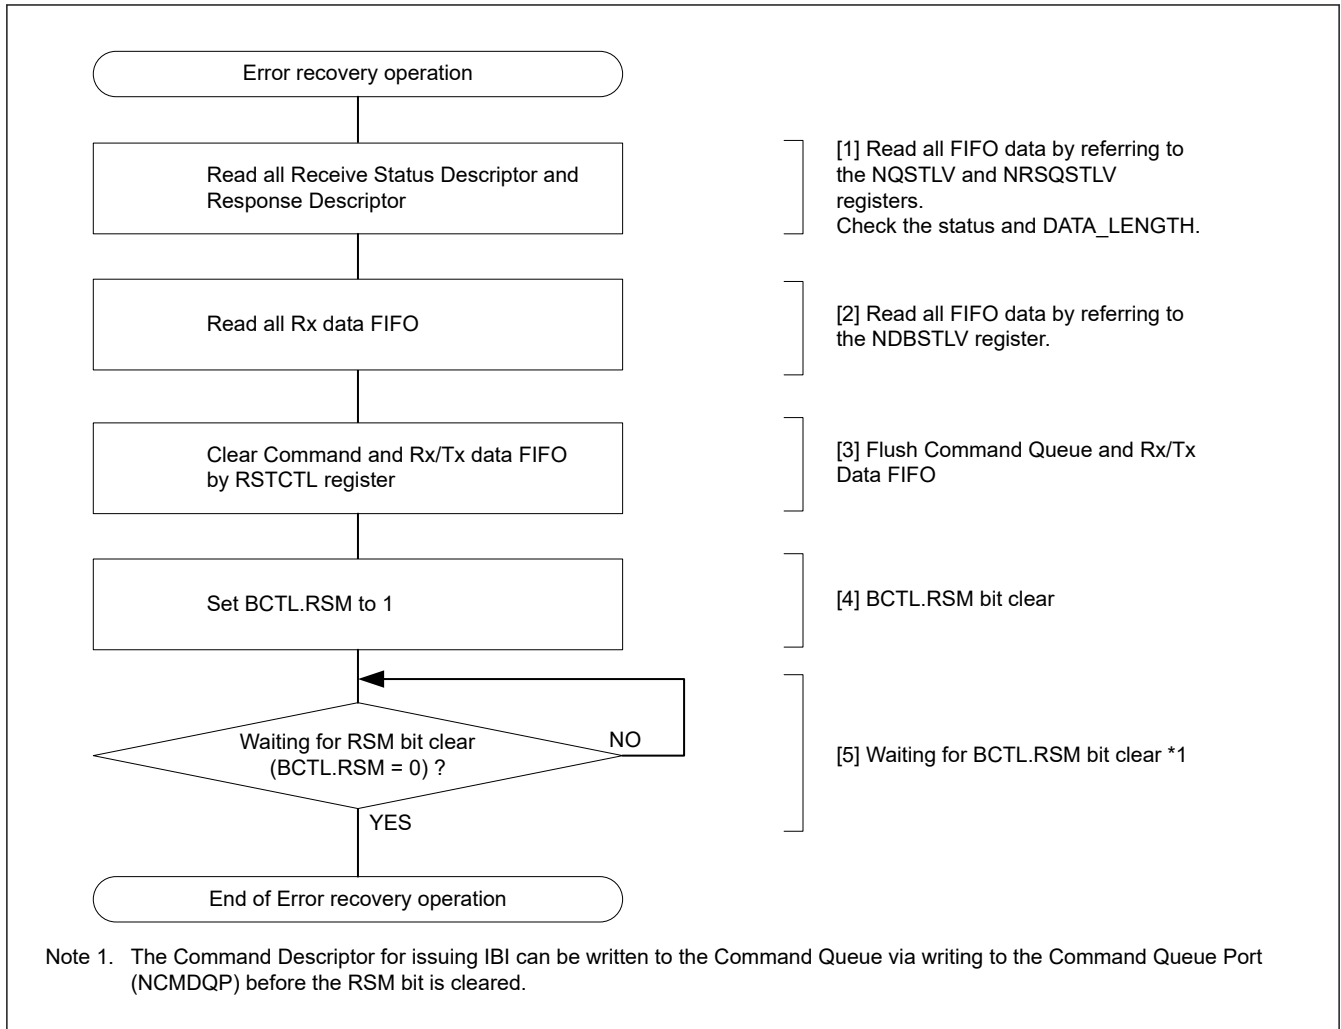 Error recovery operation
Read all Receive Status Descriptor and
Response Descriptor
[1] Read all FIFO data by referring to
the NQSTLV and NRSQSTLV
registers.
Check the status and DATA_LENGTH.
Read all Rx data FIFO
[2] Read all FIFO data by referring to
the NDBSTLV register.
Clear Command and Rx/Tx data FIFO
by RSTCTL register
[3] Flush Command Queue and Rx/Tx
Data FIFO
Set BCTL.RSM to 1
[4] BCTL.RSM bit clear
Waiting for RSM bit clear
(BCTL.RSM = 0) ?
NO
[5] Waiting for BCTL.RSM bit clear *1
YES
End of Error recovery operation
Note 1. The Command Descriptor for issuing IBI can be written to the Command Queue via writing to the Command Queue Port
(NCMDQP) before the RSM bit is cleared.